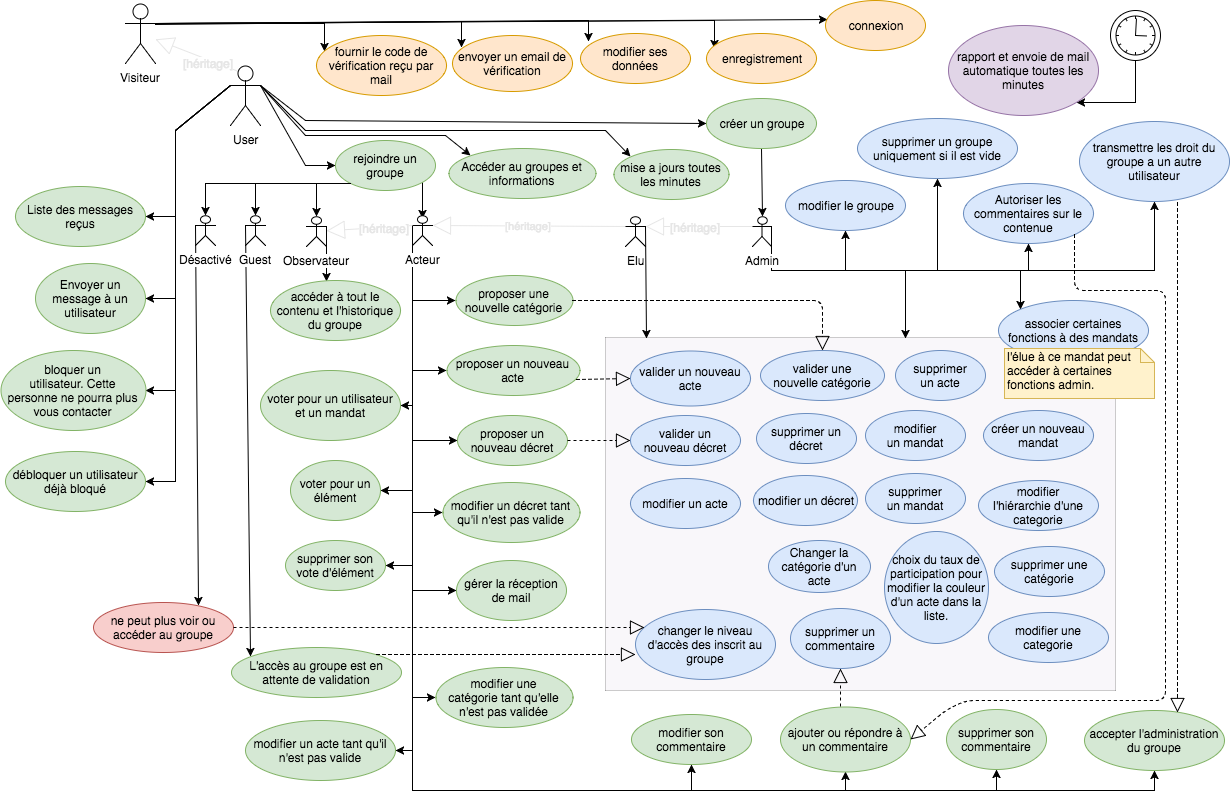 connexion
fournir le code de
vérification reçu par
mail
envoyer un email de
vérification
modifier ses
données
enregistrement
Visiteur
[héritage]
rapport et envoie de mail
automatique toutes les
minutes
User
créer un groupe
rejoindre un
groupe
Accéder au groupes et
informations
mise a jours toutes
les minutes
supprimer un groupe
uniquement si il est vide
transmettre les droit du
groupe a un autre
utilisateur
modifier le groupe
Autoriser les
commentaires sur le
contenue
Liste des messages
reçus
[héritage]
[héritage]
[héritage]
Désactivé
Guest
Observateur
Acteur
Elu
Admin
Envoyer un
message à un
utilisateur
accéder à tout le
contenu et l'historique
du groupe
proposer une
nouvelle catégorie
associer certaines
fonctions à des mandats
l'élue à ce mandat peut
accéder à certaines
fonctions admin.
bloquer un
utilisateur. Cette
personne ne pourra plus
vous contacter
proposer un nouveau
acte
valider un nouveau
acte
valider une
nouvelle catégorie
supprimer
un acte
voter pour un utilisateur
et un mandat
proposer un
nouveau décret
valider un
nouveau décret
supprimer un
décret
modifier
un mandat
créer un nouveau
mandat
débloquer un utilisateur
déjà bloqué
voter pour un
élément
modifier un décret tant
qu'il n'est pas valide
modifier un acte
modifier un décret
supprimer
un mandat
modifier
l'hiérarchie d'une
categorie
supprimer son
vote d'élément
gérer la réception
de mail
Changer la
catégorie d'un
acte
choix du taux de
participation pour
modifier la couleur
d'un acte dans la
liste.
supprimer une
catégorie
ne peut plus voir ou
accéder au groupe
changer le niveau
d'accès des inscrit au
groupe
supprimer un
commentaire
modifier une
categorie
L'accès au groupe est en
attente de validation
modifier une
catégorie tant qu'elle
n'est pas validée
modifier un acte tant qu'il
n'est pas valide
modifier son
commentaire
ajouter ou répondre à
un commentaire
supprimer son
commentaire
accepter l'administration
du groupe